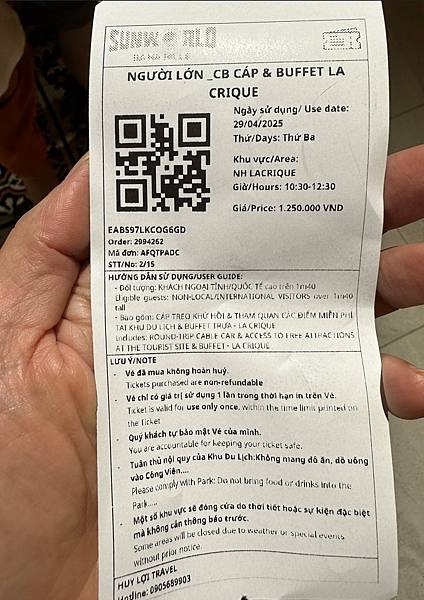 SUNWORLD
BA NA HILLS
NGƯỜI LỚN _CB CÁP & BUFFET LA
CRIQUE
Ngày sử dụng/ Use date:
29/04/2025
Thứ/Days: Thứ Ba
Khu vực/Area:
NH LACRIQUE
Giờ/Hours: 10:30-12:30
Giá/Price: 1.250.000 VND
EABS97LKCOG6GD
Order: 2994262
Mã đơn: AFQTPADC
STT/No: 2/15
HƯỚNG DẪN SỬ DỤNG/USER GUIDE:
- Đối tượng: KHÁCH NGOẠI TỈNH/QUỐC TẾ cao trên 1m40
Eligible guests: NON-LOCAL/INTERNATIONAL VISITORS over 1m40
tall
- Bao gồm: CÁP TREO KHỨ HỒI & THAM QUAN CÁC ĐIỂM MIỄN PHÍ
TẠI KHU DU LỊCH & BUFFET TRƯA - LA CRIQUE
Includes: ROUND-TRIP CABLE CAR & ACCESS TO FREE ATTRACTIONS
AT THE TOURIST SITE & BUFFET - LA CRIQUE
LƯU Ý/NOTE
- Vé đã mua không hoàn huỷ.
Tickets purchased are non-refundable
- Vé chỉ có giá trị sử dụng 1 lần trong thời hạn in trên Vé.
Ticket is valid for use only once, within the time limit printed on
the ticket
- Quý khách tự bảo mật Vé của mình.
You are accountable for keeping your ticket safe.
- Tuân thủ nội quy của Khu Du Lịch:Không mang đồ ăn, đồ uống
vào Công Viên....
Please comply with Park: Do not bring food or drinks into the
Park.....
- Một số khu vực sẽ đóng cửa do thời tiết hoặc sự kiện đặc biệt
mà không cần thông báo trước.
Some areas will be closed due to weather or special events
without prior notice.
HUY LỢI TRAVEL
Hotline: 0905689903